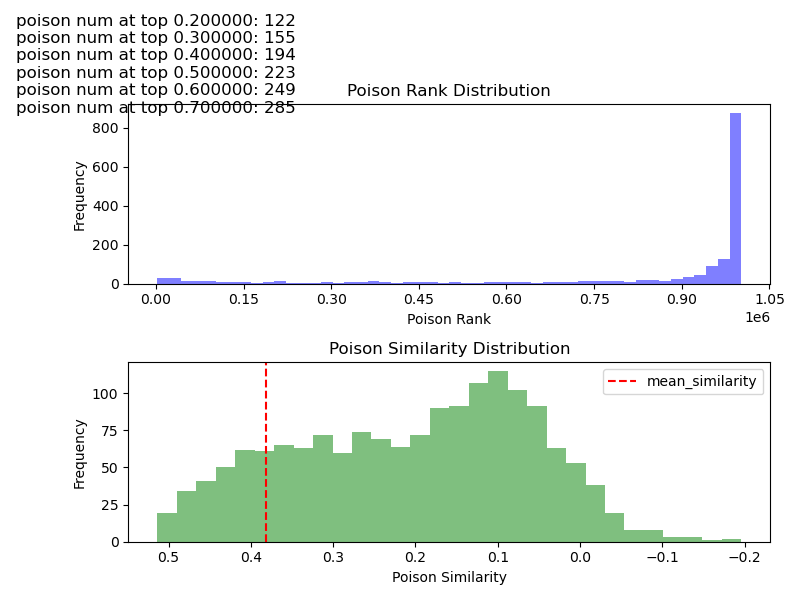 poison num at top 0.200000: 122
poison num at top 0.300000: 155
poison num at top 0.400000: 194
poison num at top 0.500000: 223
poison num at top 0.600000: 249
poison num at top 0.700000: 285
Poison Rank Distribution
Frequency
800
600
400
200
0
0.00 0.15 0.30 0.45 0.60 0.75 0.90 1.05
1e6
Poison Rank
Poison Similarity Distribution
mean_similarity
Frequency
100
75
50
25
0
0.5 0.4 0.3 0.2 0.1 0.0 −0.1 −0.2
Poison Similarity